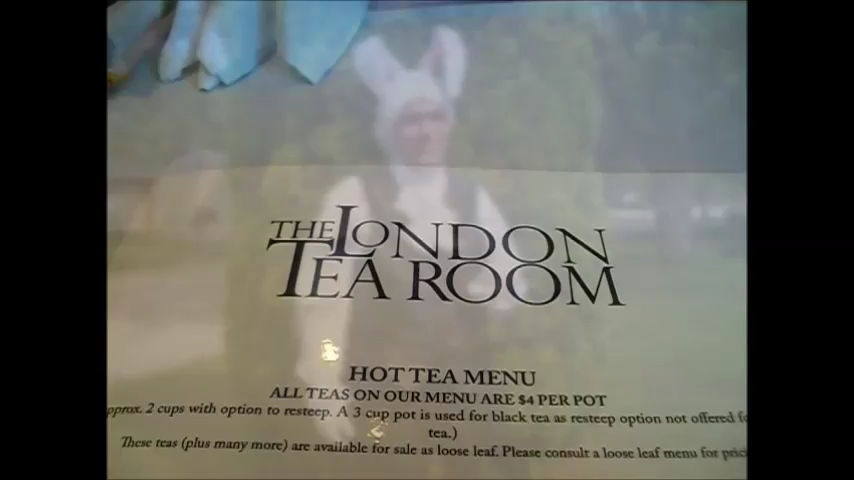 THE LONDON
TEA ROOM
HOT TEA MENU
ALL TEAS ON OUR MENU ARE $4 PER POT
2 cups with option to resteep. A 3 cup pot is used for black tea as resteep option not offered
tea.)
These teas (plus many more) are available for sale as loose leaf. Please consult a loose leaf menu for